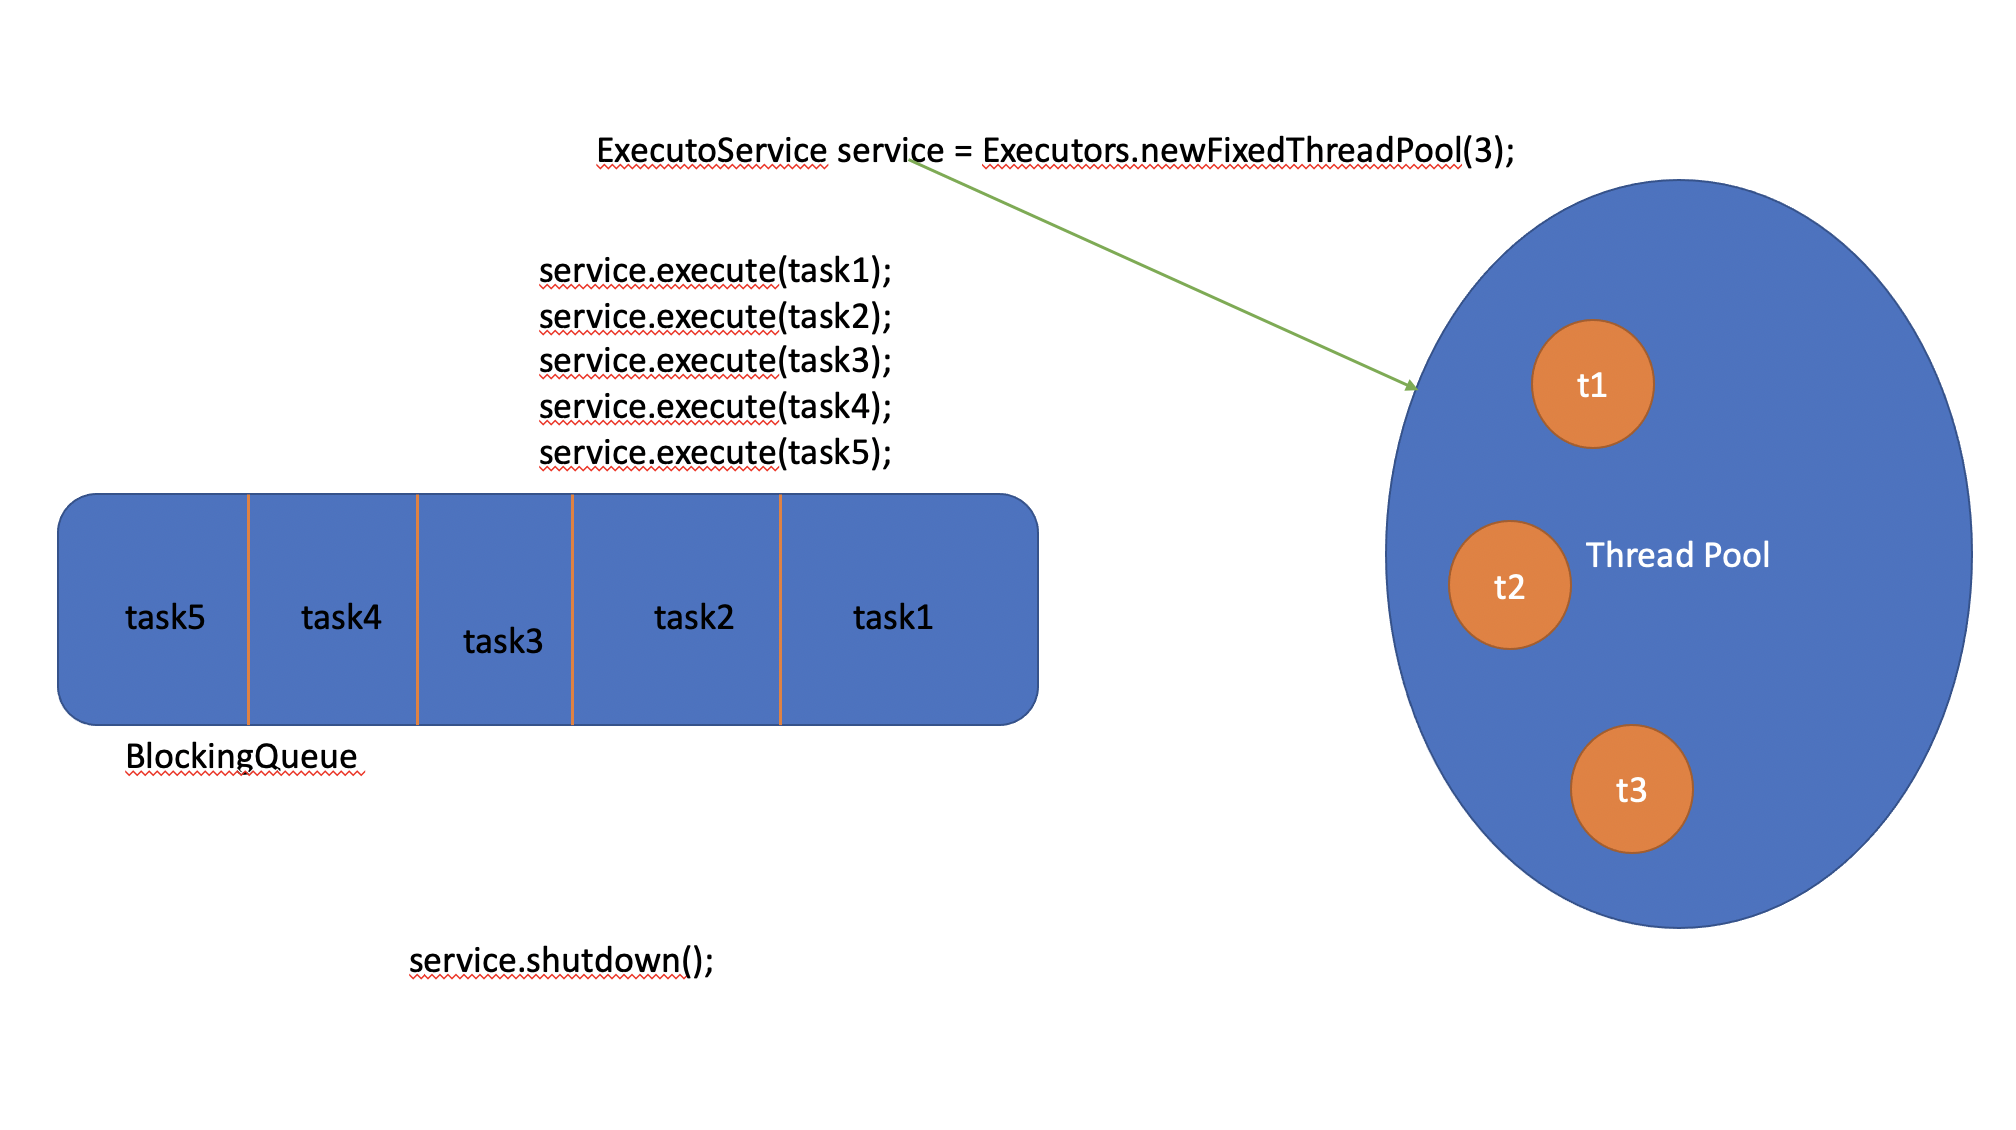 ExecutoService service = Executors.newFixedThreadPool(3);
service.execute(task1);
service.execute(task2);
service.execute(task3);
service.execute(task4);
service.execute(task5);
t1
t2
Thread Pool
t3
task5
task4
task3
task2
task1
BlockingQueue
service.shutdown();